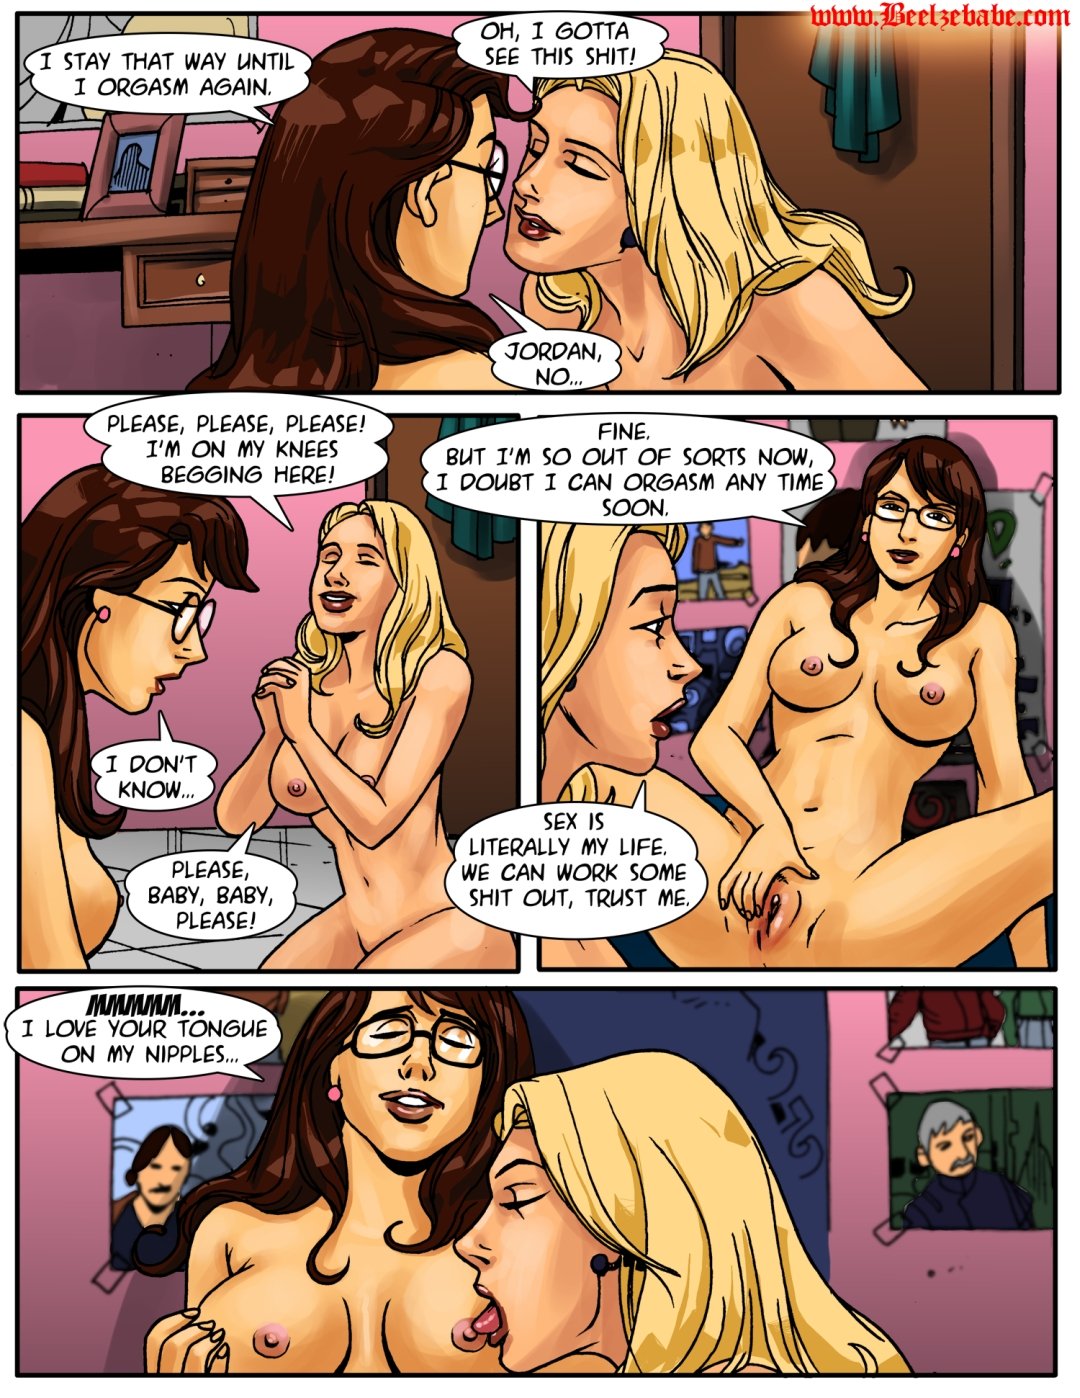 www.Beelzebabe.com
I STAY THAT WAY UNTIL
I ORGASM AGAIN.
OH, I GOTTA
SEE THIS SHIT!
JORDAN,
NO...
PLEASE, PLEASE, PLEASE!
I'M ON MY KNEES
BEGGING HERE!
I DON'T
KNOW...
PLEASE,
BABY, BABY,
PLEASE!
FINE.
BUT I'M SO OUT OF SORTS NOW,
I DOUBT I CAN ORGASM ANY TIME
SOON.
SEX IS
LITERALLY MY LIFE.
WE CAN WORK SOME
SHIT OUT, TRUST ME.
MMMMM...
I LOVE YOUR TONGUE
ON MY NIPPLES...